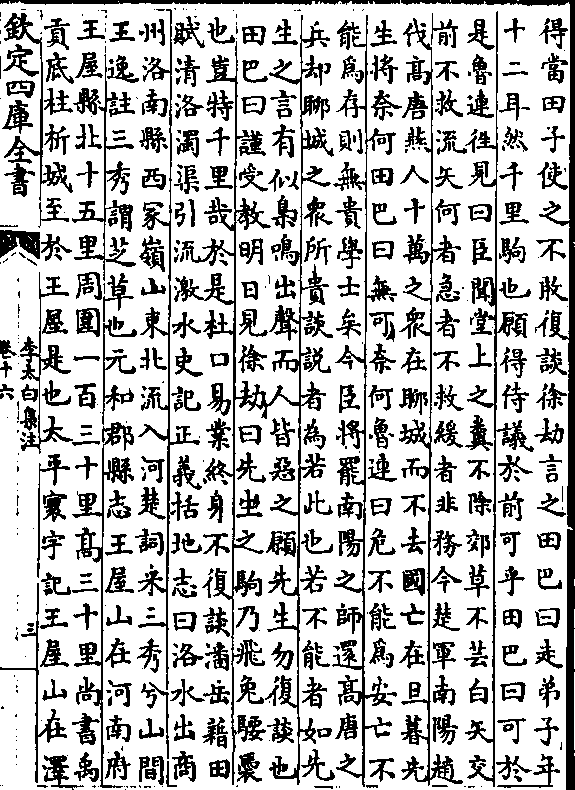 得當田子使之不敢復談徐劫言之田巴曰走弟子年
十二耳然千里駒也願得侍議於前可乎田巴曰可於
是魯連徃見曰臣聞堂上之糞不除郊草不芸白矢交
前不救流矢何者急者不救緩者非務今楚軍南陽趙
伐髙唐燕人十萬之衆在聊城而不去國亡在旦暮先
生將奈何田巴曰無可奈何魯連曰危不能為安亡不
能為存則無貴學士矣今臣將罷南陽之師還髙唐之
兵却聊城之衆所貴談說者為若此也若不能者如先
生之言有似梟鳴出聲而人皆惡之願先生勿復談也
田巴曰謹受教明日見徐劫曰先生之駒乃飛兔騕褭
也豈特千里哉於是杜口易業終身不復談潘岳藉田
賦清洛濁渠引流激水史記正義括地志曰洛水出商
州洛南縣西冢嶺山東北流入河楚詞采三秀兮山間
王逸註三秀謂芝草也元和郡縣志王屋山在河南府
王屋縣北十五里周圍一百三十里髙三十里尚書禹
貢底柱析城至於王屋是也太平寰宇記王屋山在澤
欽定四庫全書
李太白集注
卷十六
三